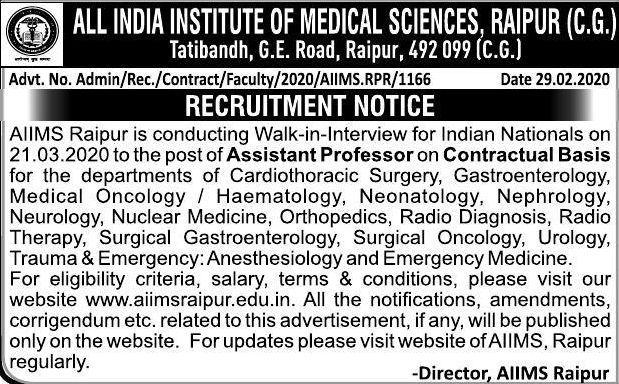 ALL INDIA INSTITUTE OF MEDICAL SCIENCES, RAIPUR (C.G.)
Tatibandh, G.E. Road, Raipur, 492 099 (C.G.)
Advt. No. Admin/Rec./Contract/Faculty/2020/AIIMS.RPR/1166 Date 29.02.2020
RECRUITMENT NOTICE
AIIMS Raipur is conducting Walk-in-Interview for Indian Nationals on
21.03.2020 to the post of Assistant Professor on Contractual Basis
for the departments of Cardiothoracic Surgery, Gastroenterology,
Medical Oncology / Haematology, Neonatology, Nephrology,
Neurology, Nuclear Medicine, Orthopedics, Radio Diagnosis, Radio
Therapy, Surgical Gastroenterology, Surgical Oncology, Urology,
Trauma & Emergency: Anesthesiology and Emergency Medicine.
For eligibility criteria, salary, terms & conditions, please visit our
website www.aiimsraipur.edu.in. All the notifications, amendments,
corrigendum etc. related to this advertisement, if any, will be published
only on the website. For updates please visit website of AIIMS, Raipur
regularly.
-Director, AIIMS Raipur